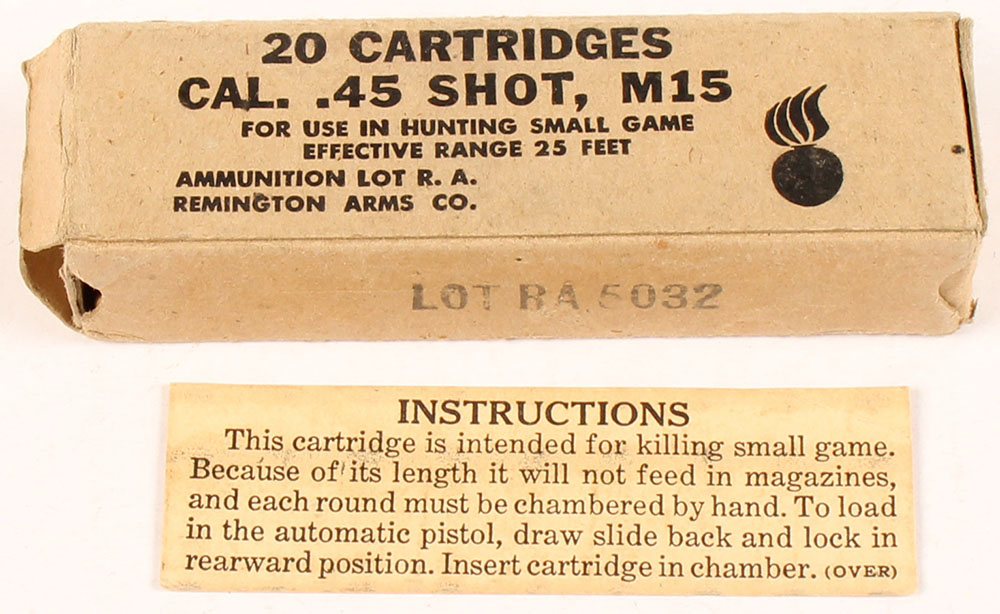 20 CARTRIDGES
CAL. .45 SHOT, M15
FOR USE IN HUNTING SMALL GAME
EFFECTIVE RANGE 25 FEET
AMMUNITION LOT R. A.
REMINGTON ARMS CO.
LOT RA 5032
INSTRUCTIONS
This cartridge is intended for killing small game.
Because of its length it will not feed in magazines,
and each round must be chambered by hand. To load
in the automatic pistol, draw slide back and lock in
rearward position. Insert cartridge in chamber. (OVER)